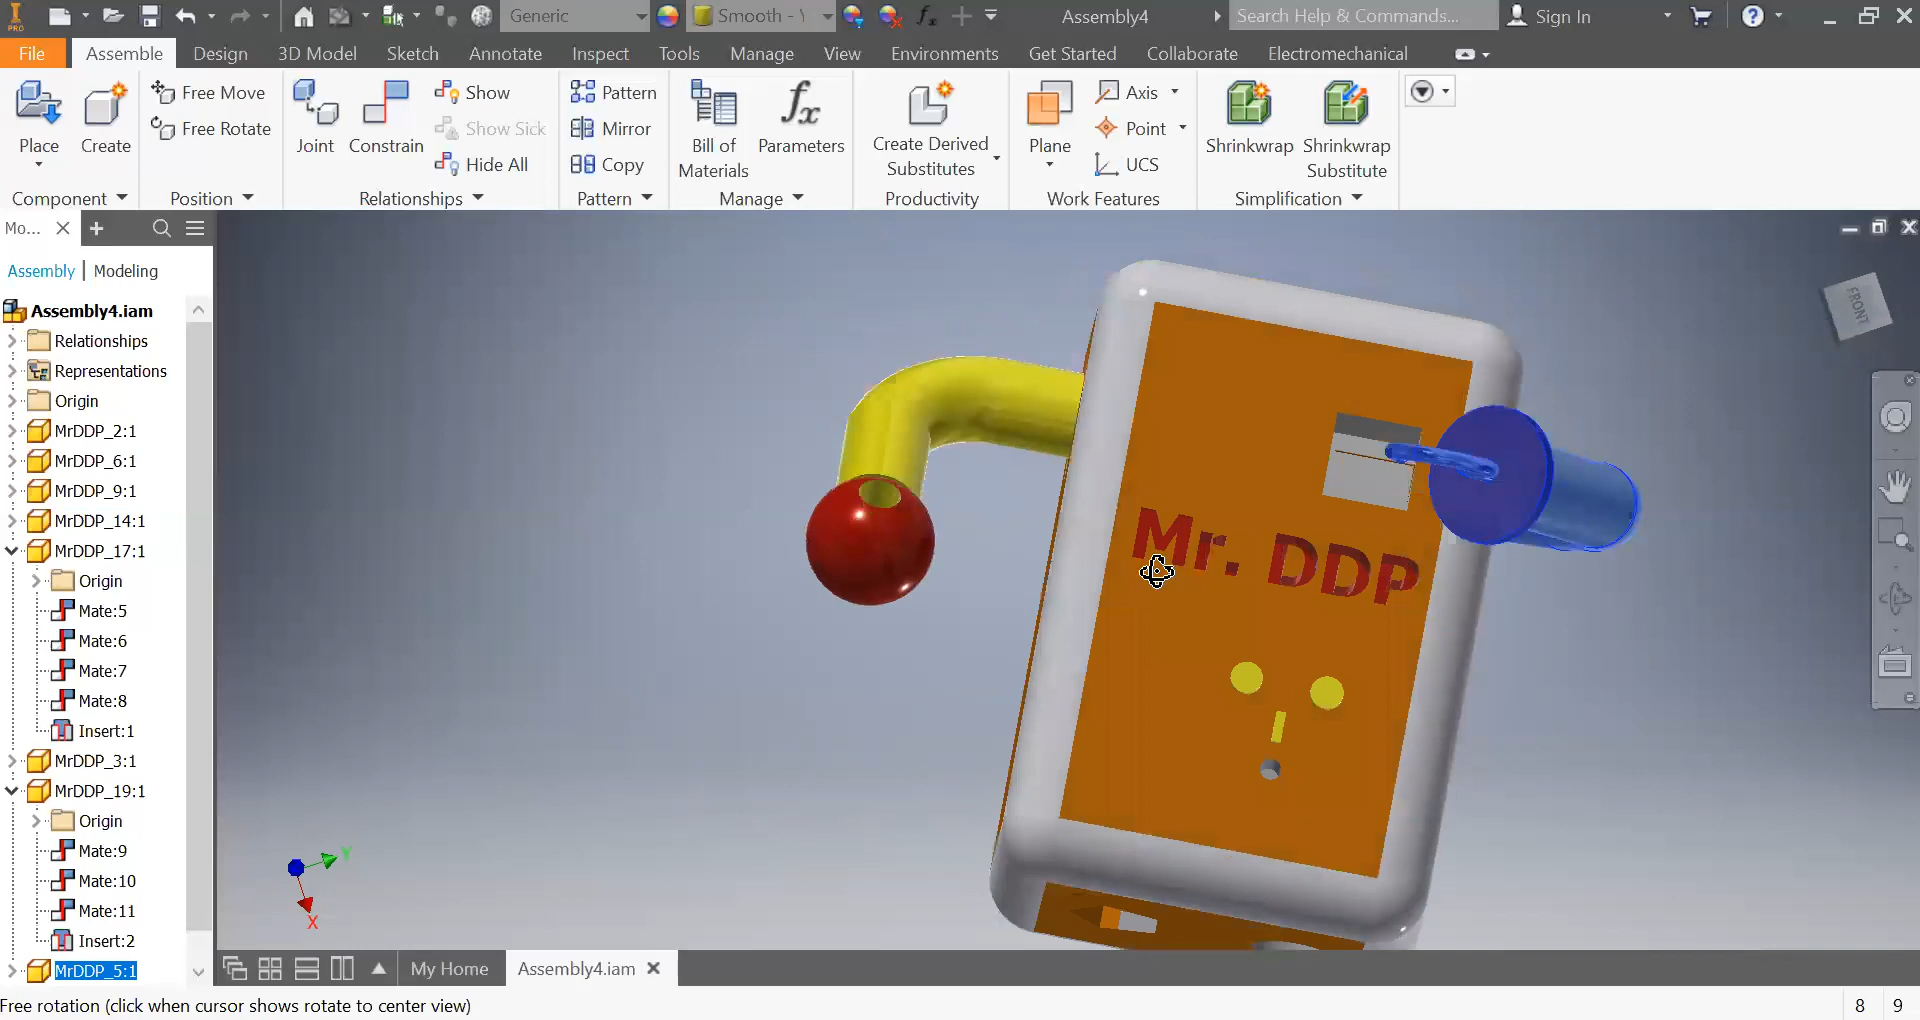 PRO
Generic
Smooth - Y
Assembly4
Search Help & Commands...
Sign In
File
Assemble
Design
3D Model
Sketch
Annotate
Inspect
Tools
Manage
View
Environments
Get Started
Collaborate
Electromechanical
Place
Create
Free Move
Free Rotate
Joint
Constrain
Show
Show Sick
Hide All
Pattern
Mirror
Copy
Bill of
Materials
fx
Parameters
Create Derived
Substitutes
Plane
Axis
Point
UCS
Shrinkwrap
Shrinkwrap
Substitute
Component
Position
Relationships
Pattern
Manage
Productivity
Work Features
Simplification
Mo...
Assembly | Modeling
Assembly4.iam
Relationships
Representations
Origin
MrDDP_2:1
MrDDP_6:1
MrDDP_9:1
MrDDP_14:1
MrDDP_17:1
Origin
Mate:5
Mate:6
Mate:7
Mate:8
Insert:1
MrDDP_3:1
MrDDP_19:1
Origin
Mate:9
Mate:10
Mate:11
Insert:2
MrDDP_5:1
FRONT
Mr. DDP
Y
X
My Home
Assembly4.iam
Free rotation (click when cursor shows rotate to center view)
8
9